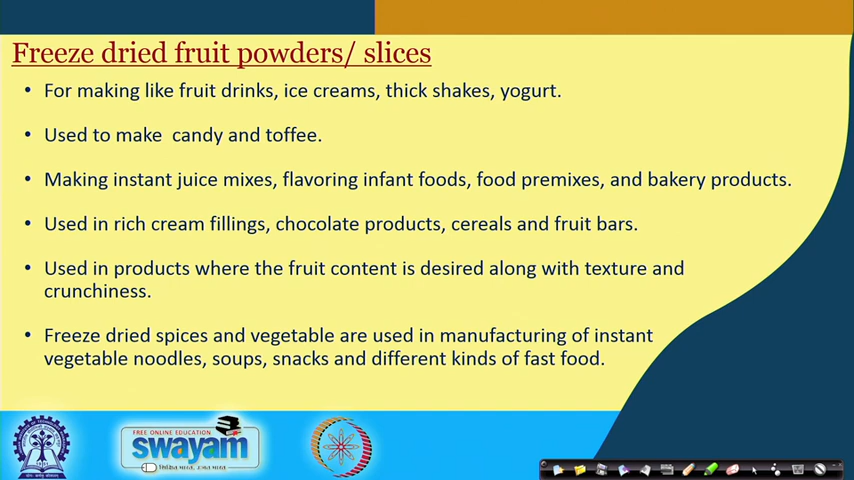 Freeze dried fruit powders/ slices
• For making like fruit drinks, ice creams, thick shakes, yogurt.
• Used to make candy and toffee.
• Making instant juice mixes, flavoring infant foods, food premixes, and bakery products.
• Used in rich cream fillings, chocolate products, cereals and fruit bars.
• Used in products where the fruit content is desired along with texture and
crunchiness.
• Freeze dried spices and vegetable are used in manufacturing of instant
vegetable noodles, soups, snacks and different kinds of fast food.
FREE ONLINE EDUCATION
swayam